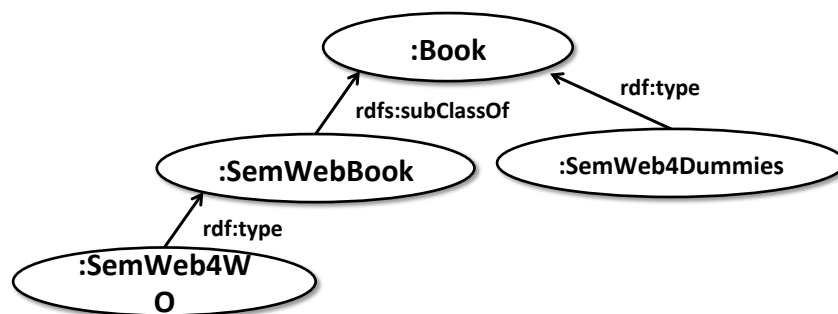 :Book
rdf:type
rdfs:subClassOf
:SemWebBook
:SemWeb4Dummies
rdf:type
:SemWeb4W
O